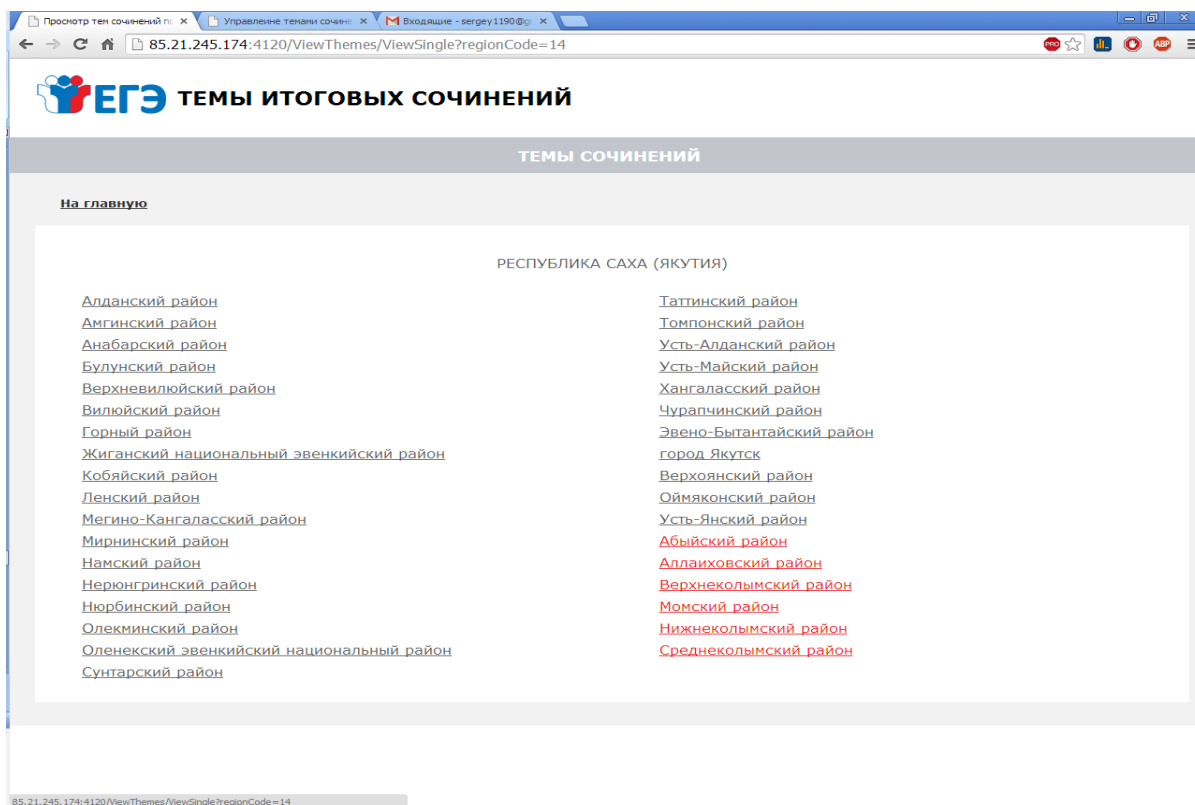 Просмотр тем сочинений пс
Управлеине темами сочине
Входящие - sergey1190@g
85.21.245.174:4120/ViewThemes/ViewSingle?regionCode=14
PRO
ABP
ЕГЭ ТЕМЫ ИТОГОВЫХ СОЧИНЕНИЙ
ТЕМЫ СОЧИНЕНИЙ
На главную
РЕСПУБЛИКА САХА (ЯКУТИЯ)
Алданский район
Амгинский район
Анабарский район
Булунский район
Верхневилюйский район
Вилюйский район
Горный район
Жиганский национальный эвенкийский район
Кобяйский район
Ленский район
Мегино-Кангаласский район
Мирнинский район
Намский район
Нерюнгринский район
Нюрбинский район
Олекминский район
Оленекский эвенкийский национальный район
Сунтарский район
Таттинский район
Томпонский район
Усть-Алданский район
Усть-Майский район
Хангаласский район
Чурапчинский район
Эвено-Бытантайский район
город Якутск
Верхоянский район
Оймяконский район
Усть-Янский район
Абыйский район
Аллаиховский район
Верхнеколымский район
Момский район
Нижнеколымский район
Среднеколымский район
85.21.245.174:4120/ViewThemes/ViewSingle?regionCode=14